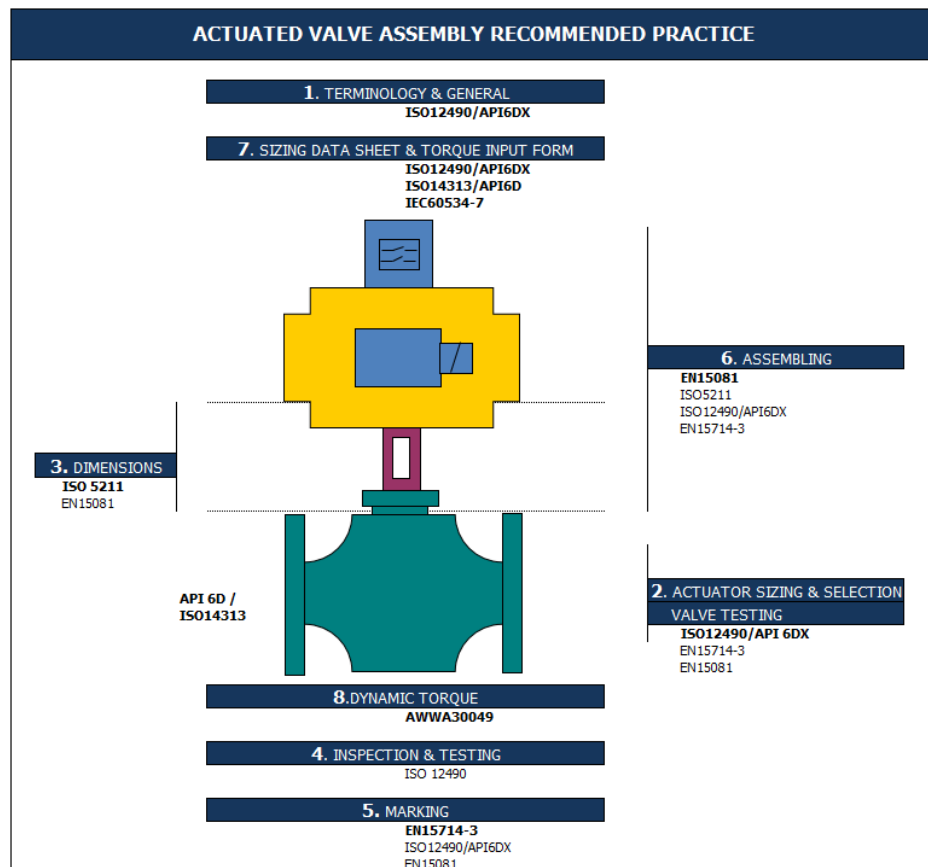 ACTUATED VALVE ASSEMBLY RECOMMENDED PRACTICE
1. TERMINOLOGY & GENERAL
ISO12490/API6DX
7. SIZING DATA SHEET & TORQUE INPUT FORM
ISO12490/API6DX
ISO14313/API6D
IEC60534-7
6. ASSEMBLING
EN15081
ISO5211
ISO12490/API6DX
EN15714-3
3. DIMENSIONS
ISO 5211
EN15081
API 6D /
ISO14313
2. ACTUATOR SIZING & SELECTION
VALVE TESTING
ISO12490/API 6DX
EN15714-3
EN15081
8.DYNAMIC TORQUE
AWWA30049
4. INSPECTION & TESTING
ISO 12490
5. MARKING
EN15714-3
ISO12490/API6DX
EN15081